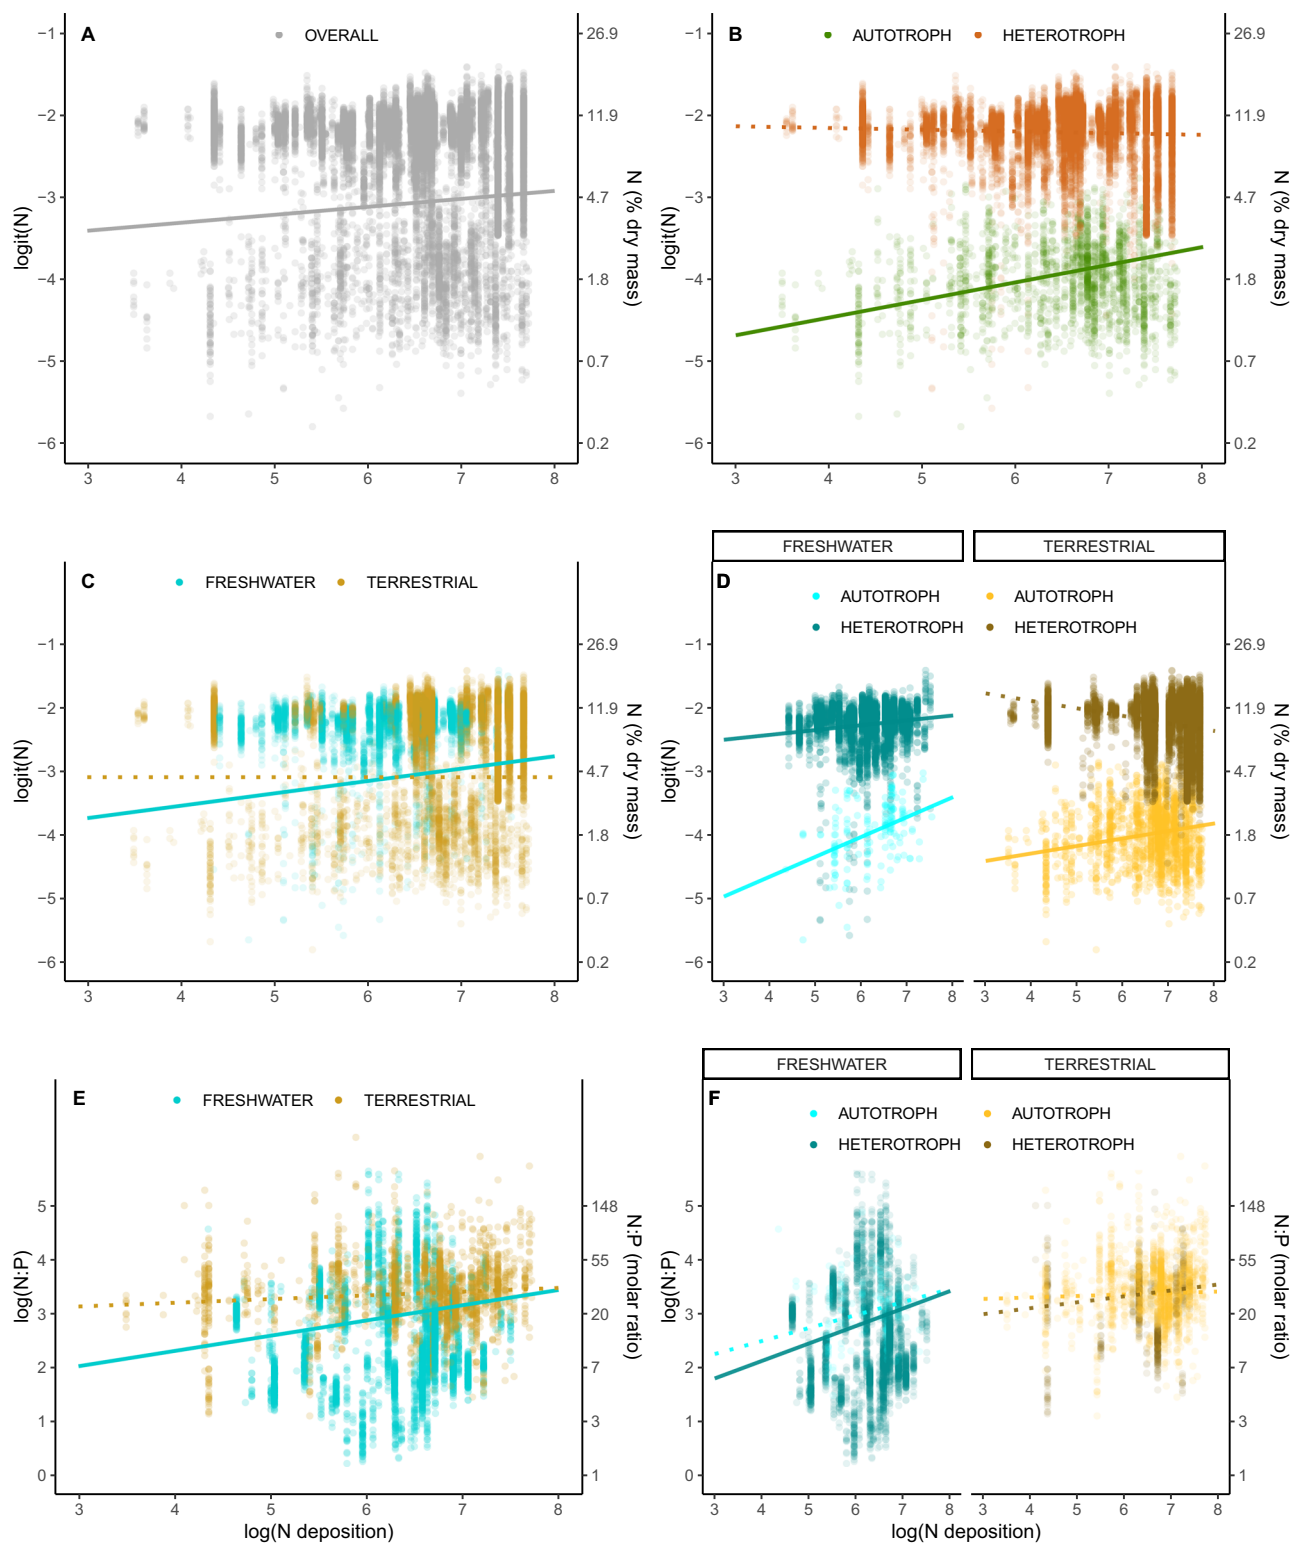 A
OVERALL
−1
−2
−3
−4
−5
−6
logit(N)
26.9
11.9
4.7
1.8
0.7
0.2
N (% dry mass)
3 4 5 6 7 8
B
AUTOTROPH HETEROTROPH
−1
−2
−3
−4
−5
−6
logit(N)
26.9
11.9
4.7
1.8
0.7
0.2
N (% dry mass)
3 4 5 6 7 8
C
FRESHWATER TERRESTRIAL
−1
−2
−3
−4
−5
−6
logit(N)
26.9
11.9
4.7
1.8
0.7
0.2
N (% dry mass)
3 4 5 6 7 8
FRESHWATER TERRESTRIAL
D
AUTOTROPH AUTOTROPH
HETEROTROPH HETEROTROPH
−1
−2
−3
−4
−5
−6
logit(N)
26.9
11.9
4.7
1.8
0.7
0.2
N (% dry mass)
3 4 5 6 7 8 3 4 5 6 7 8
E
FRESHWATER TERRESTRIAL
5
4
3
2
1
0
log(N:P)
148
55
20
7
3
1
N:P (molar ratio)
3 4 5 6 7 8
log(N deposition)
FRESHWATER TERRESTRIAL
F
AUTOTROPH AUTOTROPH
HETEROTROPH HETEROTROPH
5
4
3
2
1
0
log(N:P)
148
55
20
7
3
1
N:P (molar ratio)
3 4 5 6 7 8 3 4 5 6 7 8
log(N deposition)